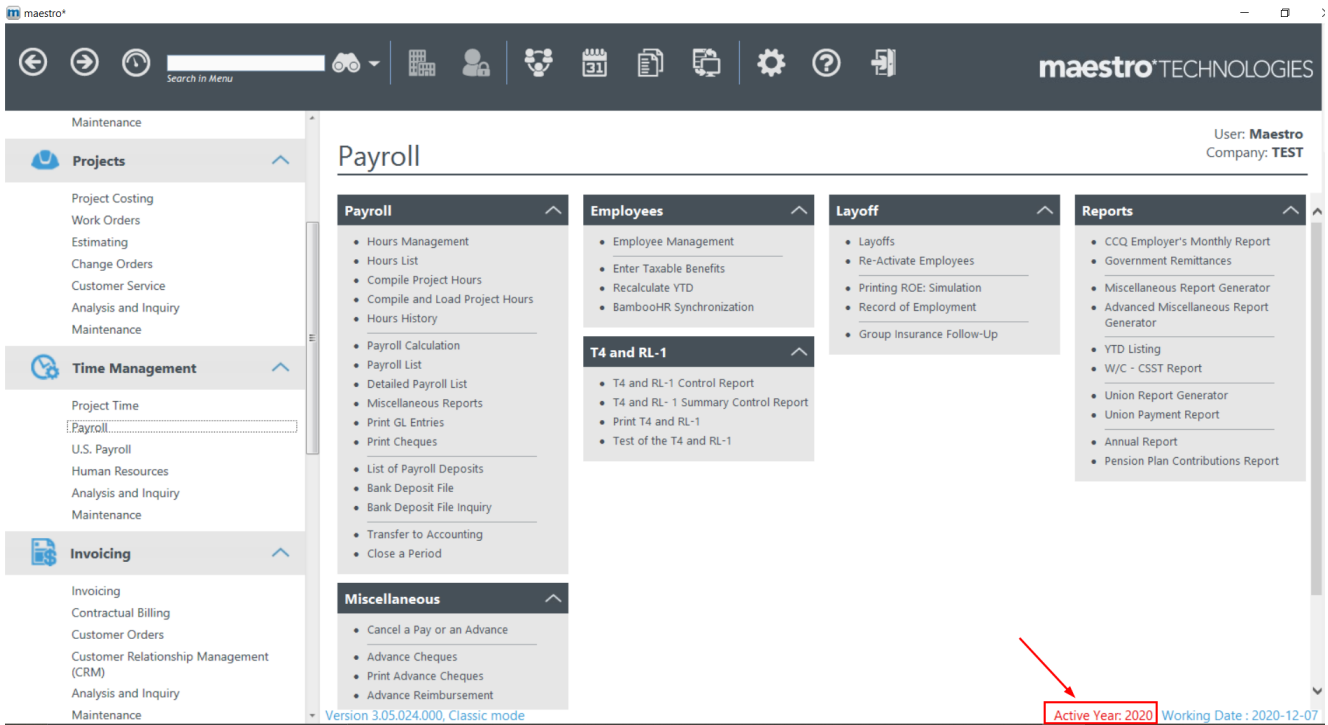 maestro*
Search in Menu
31
maestro*TECHNOLOGIES
Maintenance
Projects
Project Costing
Work Orders
Estimating
Change Orders
Customer Service
Analysis and Inquiry
Maintenance
Time Management
Project Time
Payroll
U.S. Payroll
Human Resources
Analysis and Inquiry
Maintenance
Invoicing
Invoicing
Contractual Billing
Customer Orders
Customer Relationship Management
(CRM)
Analysis and Inquiry
Maintenance
User: Maestro
Company: TEST
Payroll
Payroll
Hours Management
Hours List
Compile Project Hours
Compile and Load Project Hours
Hours History
Payroll Calculation
Payroll List
Detailed Payroll List
Miscellaneous Reports
Print GL Entries
Print Cheques
List of Payroll Deposits
Bank Deposit File
Bank Deposit File Inquiry
Transfer to Accounting
Close a Period
Miscellaneous
Cancel a Pay or an Advance
Advance Cheques
Print Advance Cheques
Advance Reimbursement
Employees
Employee Management
Enter Taxable Benefits
Recalculate YTD
BambooHR Synchronization
T4 and RL-1
T4 and RL-1 Control Report
T4 and RL- 1 Summary Control Report
Print T4 and RL-1
Test of the T4 and RL-1
Layoff
Layoffs
Re-Activate Employees
Printing ROE: Simulation
Record of Employment
Group Insurance Follow-Up
Reports
CCQ Employer's Monthly Report
Government Remittances
Miscellaneous Report Generator
Advanced Miscellaneous Report
Generator
YTD Listing
W/C - CSST Report
Union Report Generator
Union Payment Report
Annual Report
Pension Plan Contributions Report
Version 3.05.024.000, Classic mode
Active Year: 2020
Working Date : 2020-12-07